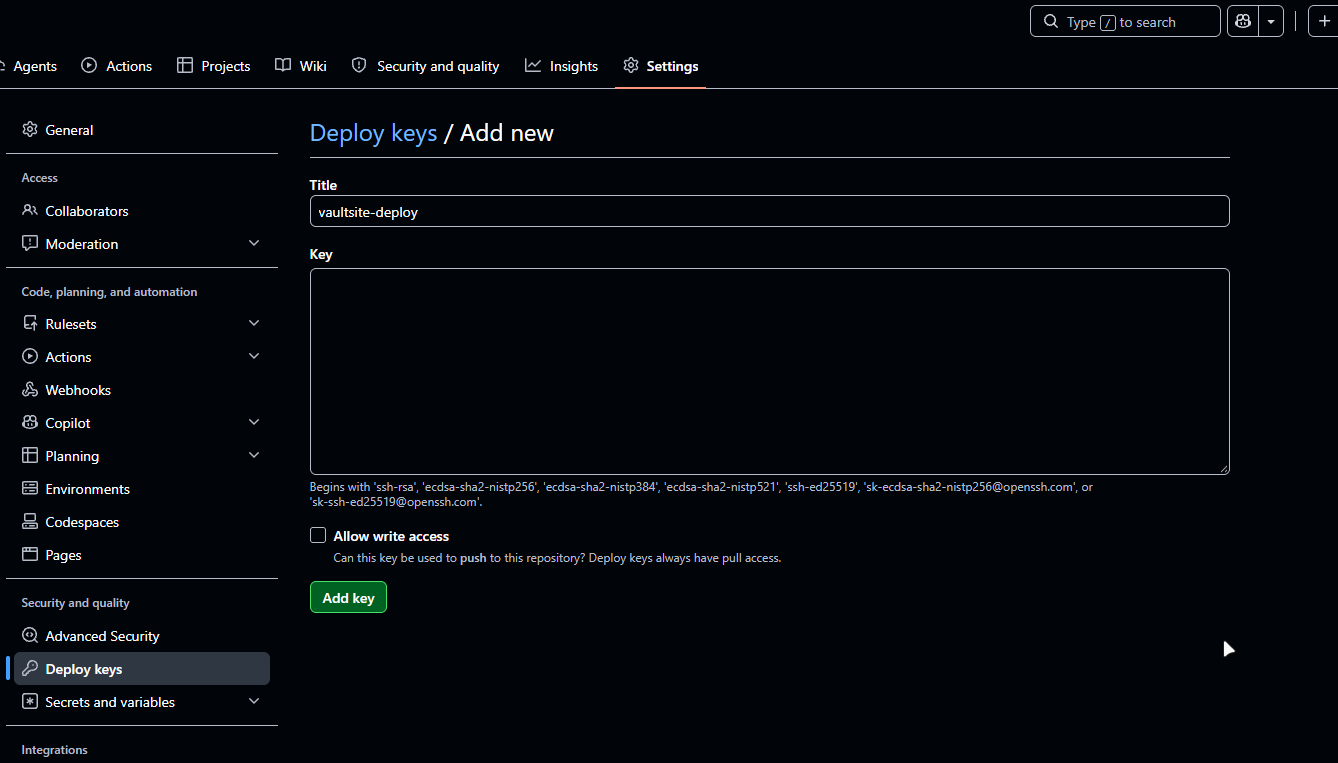 Type / to search
Agents Actions Projects Wiki Security and quality Insights Settings
General
Access
Collaborators
Moderation
Code, planning, and automation
Rulesets
Actions
Webhooks
Copilot
Planning
Environments
Codespaces
Pages
Security and quality
Advanced Security
Deploy keys
Secrets and variables
Integrations
Deploy keys / Add new
Title
vaultsite-deploy
Key
Begins with 'ssh-rsa', 'ecdsa-sha2-nistp256', 'ecdsa-sha2-nistp384', 'ecdsa-sha2-nistp521', 'ssh-ed25519', 'sk-ecdsa-sha2-nistp256@openssh.com', or
'sk-ssh-ed25519@openssh.com'.
Allow write access
Can this key be used to push to this repository? Deploy keys always have pull access.
Add key